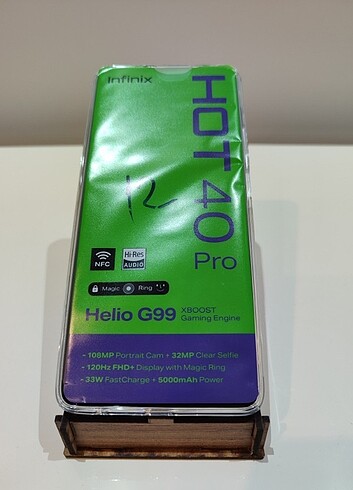 Infinix
HOT 40
Pro
NFC
Hi-Res
AUDIO
Magic Ring
Helio G99 XBOOST
Gaming Engine
- 108MP Portrait Cam + 32MP Clear Selfie
- 120Hz FHD+ Display with Magic Ring
- 33W FastCharge + 5000mAh Power